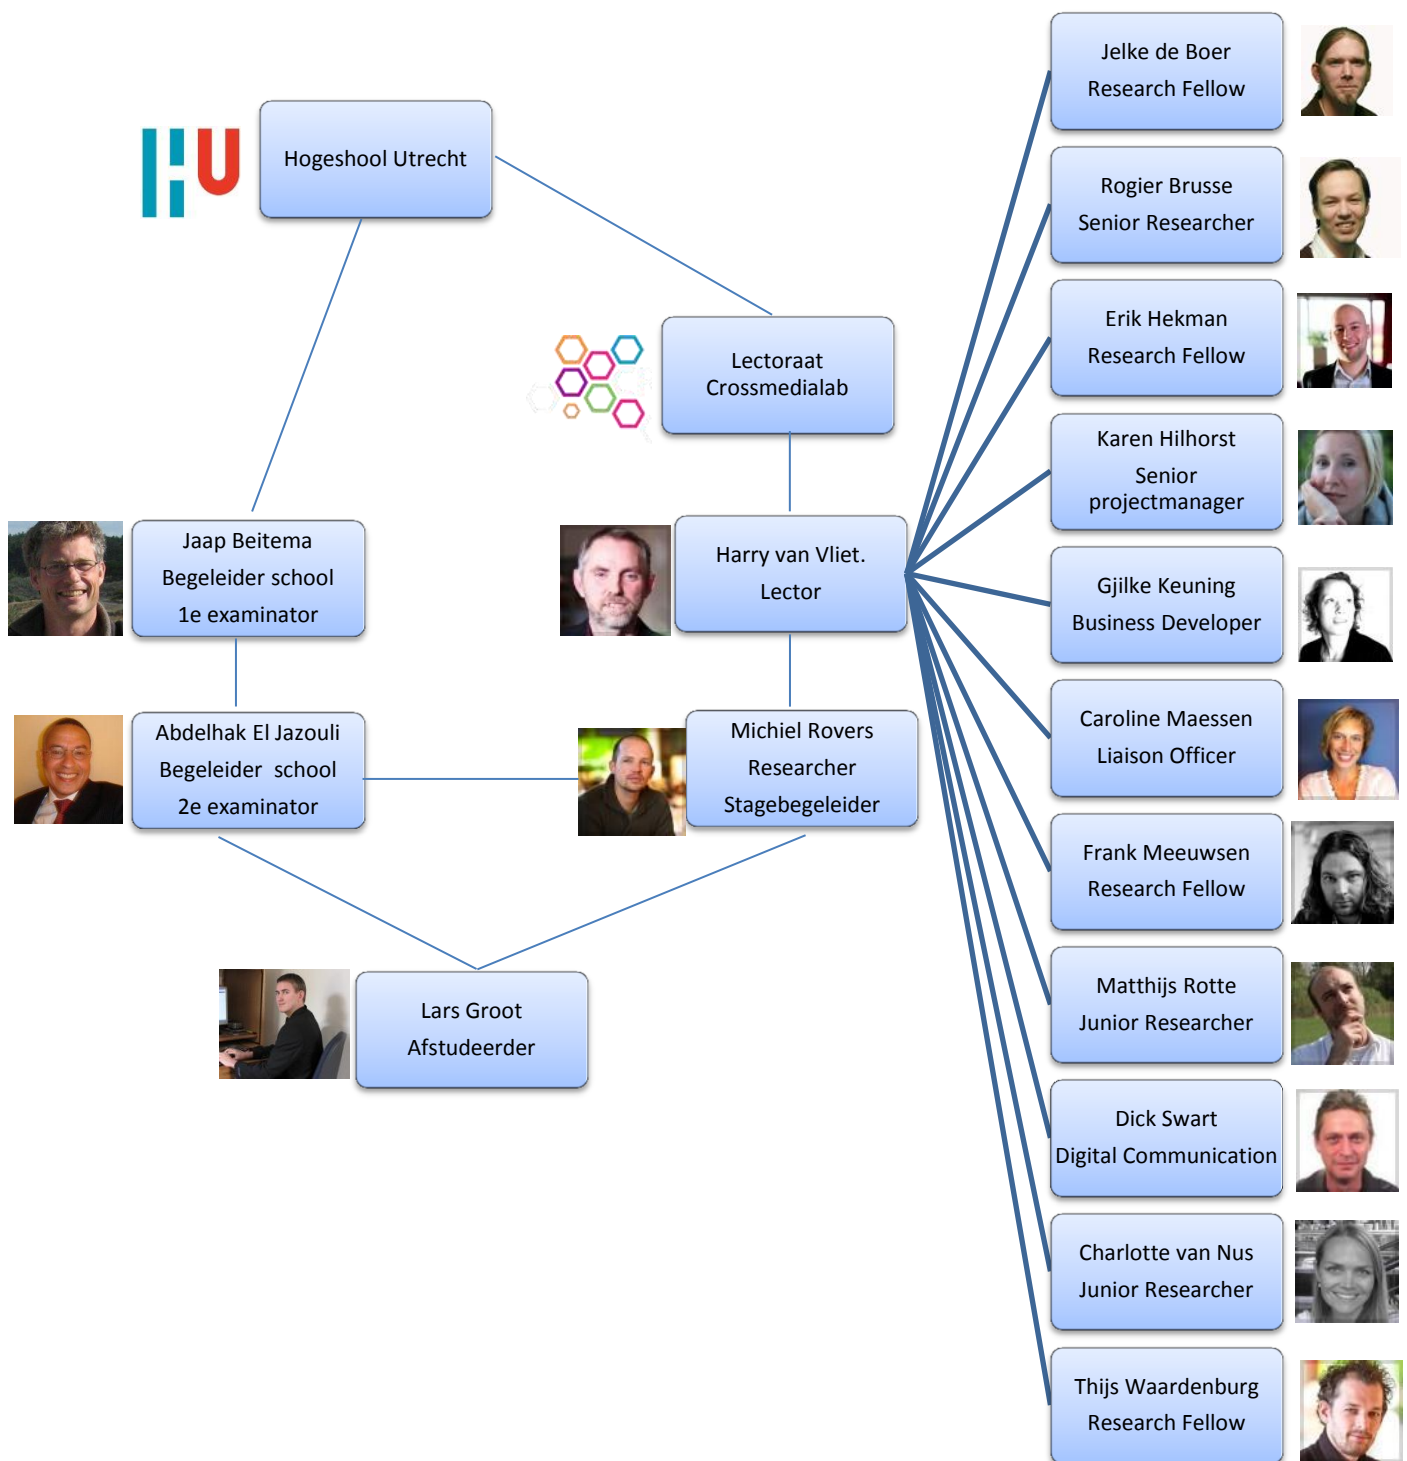 HU
Hogeshool Utrecht
Lectoraat
Crossmedialab
Jaap Beitema
Begeleider school
1e examinator
Harry van Vliet.
Lector
Abdelhak El Jazouli
Begeleider school
2e examinator
Michiel Rovers
Researcher
Stagebegeleider
Lars Groot
Afstudeerder
Jelke de Boer
Research Fellow
Rogier Brusse
Senior Researcher
Erik Hekman
Research Fellow
Karen Hilhorst
Senior
projectmanager
Gjilke Keuning
Business Developer
Caroline Maessen
Liaison Officer
Frank Meeuwsen
Research Fellow
Matthijs Rotte
Junior Researcher
Dick Swart
Digital Communication
Charlotte van Nus
Junior Researcher
Thijs Waardenburg
Research Fellow